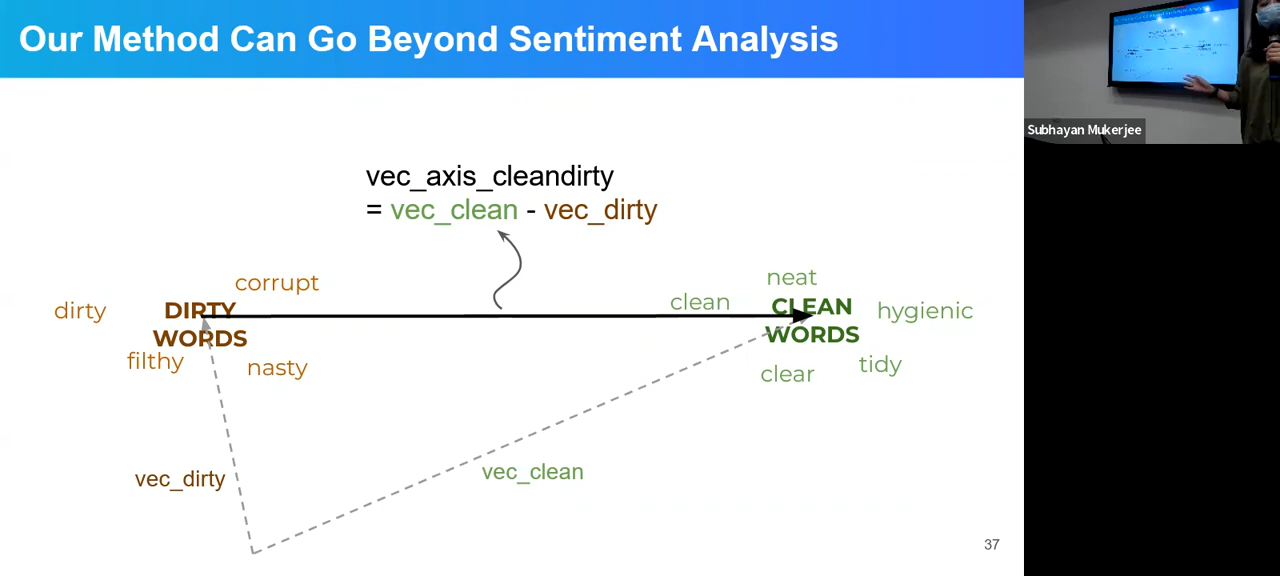 Our Method Can Go Beyond Sentiment Analysis
Subhayan Mukerjee
vec_axis_cleandirty
= vec_clean - vec_dirty
corrupt
dirty
DIRTY
WORDS
filthy
nasty
neat
clean
CLEAN
WORDS
hygienic
clear
tidy
vec_dirty
vec_clean
37